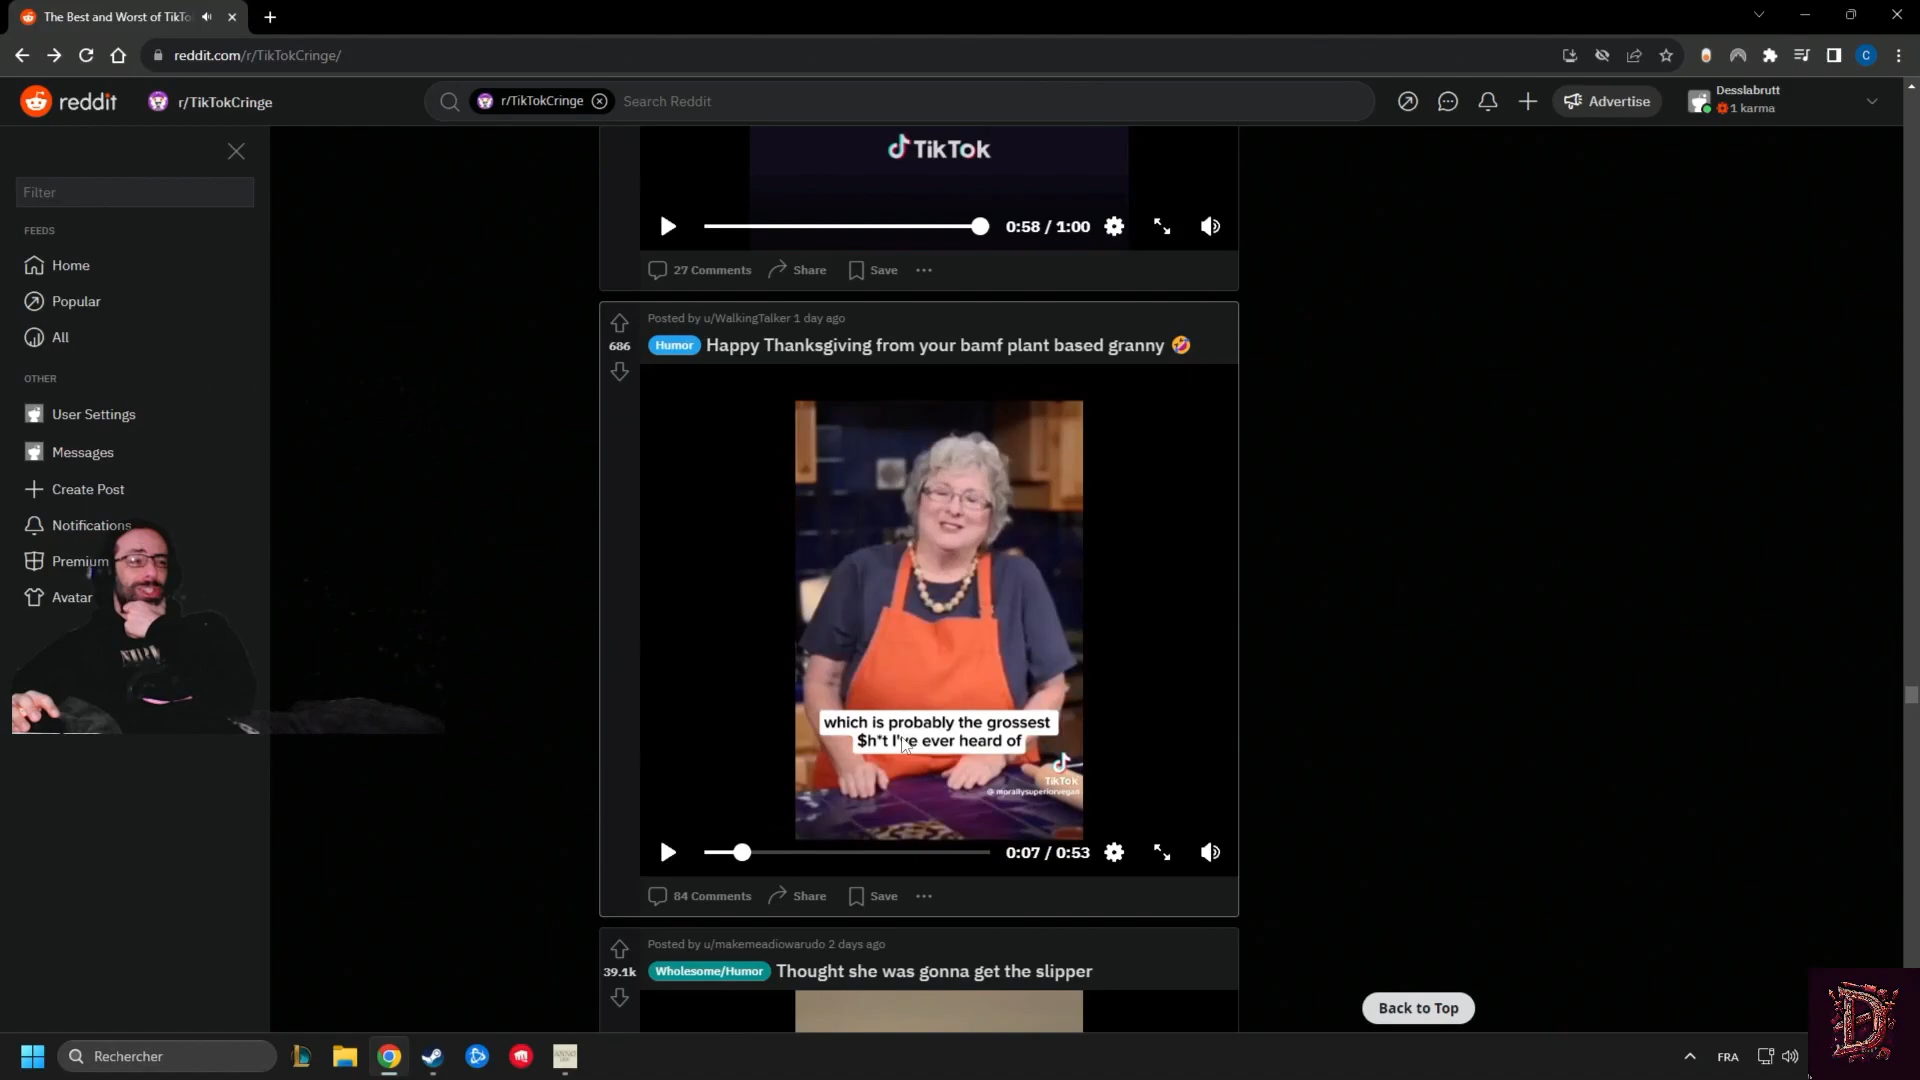 The Best and Worst of TikTo
reddit.com/r/TikTokCringe/
C
reddit
r/TikTokCringe
r/TikTokCringe
Search Reddit
Advertise
Desslabrutt
1 karma
Filter
FEEDS
Home
Popular
All
OTHER
User Settings
Messages
Create Post
Notifications
Premium
Avatar
TikTok
0:58 / 1:00
27 Comments
Share
Save
Posted by u/WalkingTalker 1 day ago
686
Humor
Happy Thanksgiving from your bamf plant based granny 🤣
which is probably the grossest
$h*t I've ever heard of
TikTok
@ morallysuperiorvegan
0:07 / 0:53
84 Comments
Share
Save
Posted by u/makemeadiowarudo 2 days ago
39.1k
Wholesome/Humor
Thought she was gonna get the slipper
Back to Top
D
Rechercher
FRA